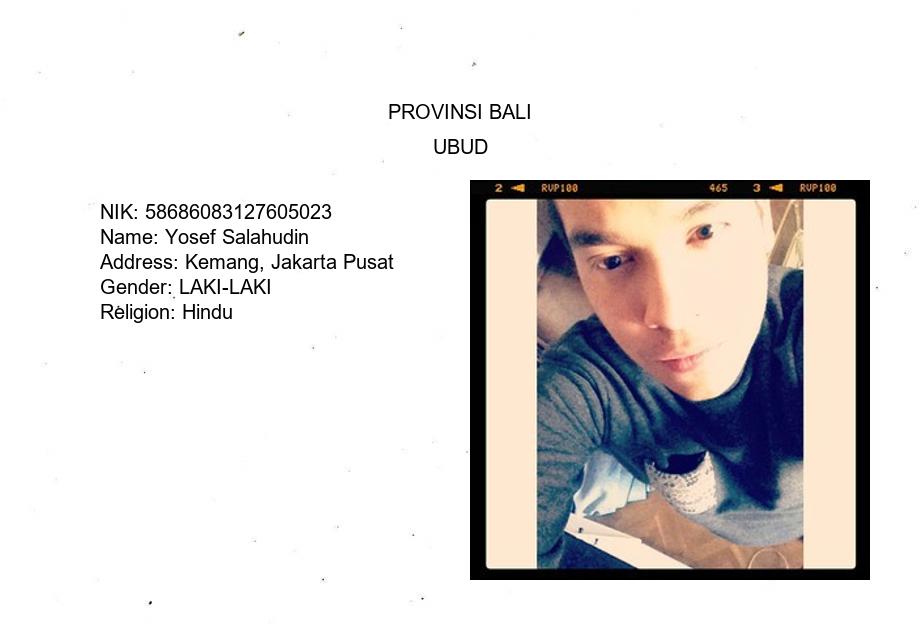 PROVINSI BALI
UBUD
2 RVP100 465 3 RVP100
NIK: 58686083127605023
Name: Yosef Salahudin
Address: Kemang, Jakarta Pusat
Gender: LAKI-LAKI
Religion: Hindu